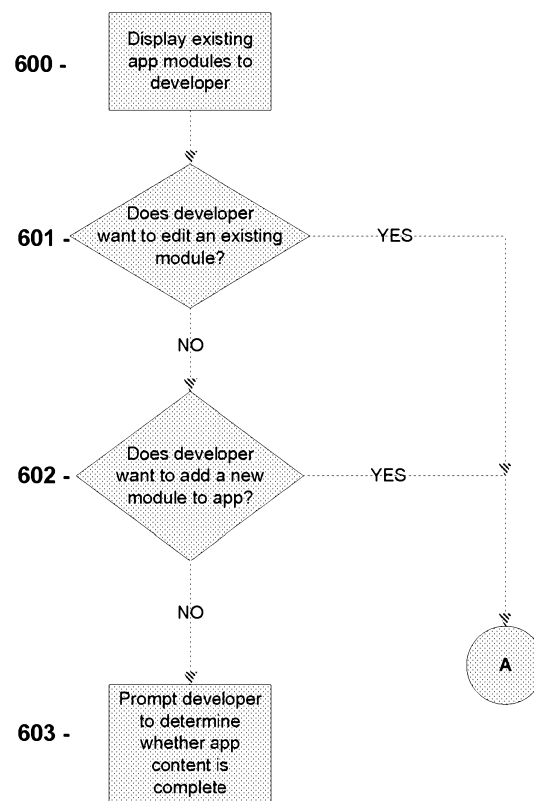 600 -
Display existing
app modules to
developer
601 -
Does developer
want to edit an existing
module?
YES
NO
602 -
Does developer
want to add a new
module to app?
YES
NO
A
603 -
Prompt developer
to determine
whether app
content is
complete